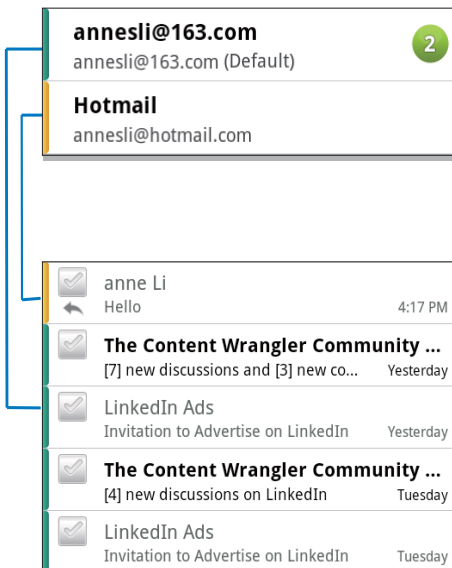 annesli@163.com
annesli@163.com (Default)
2
Hotmail
annesli@hotmail.com
anne Li
Hello 4:17 PM
The Content Wrangler Community ...
[7] new discussions and [3] new co... Yesterday
LinkedIn Ads
Invitation to Advertise on LinkedIn Yesterday
The Content Wrangler Community ...
[4] new discussions on LinkedIn Tuesday
LinkedIn Ads
Invitation to Advertise on LinkedIn Tuesday